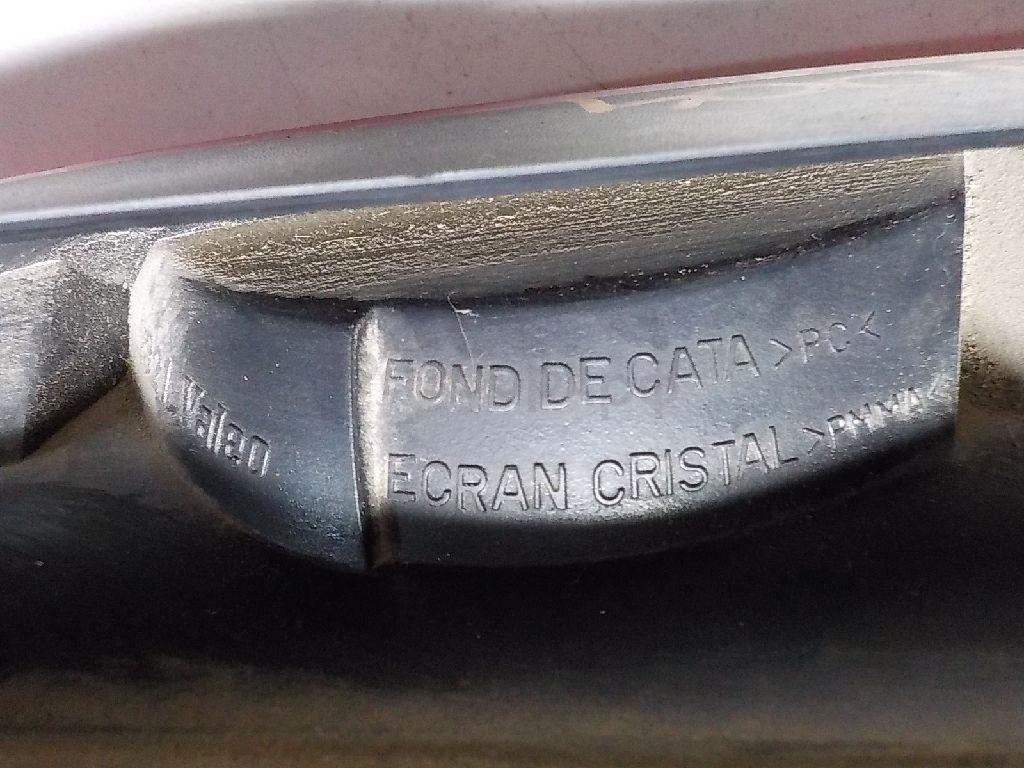 Valeo
FOND DE CATA >PC<
ECRAN CRISTAL >PMMA<